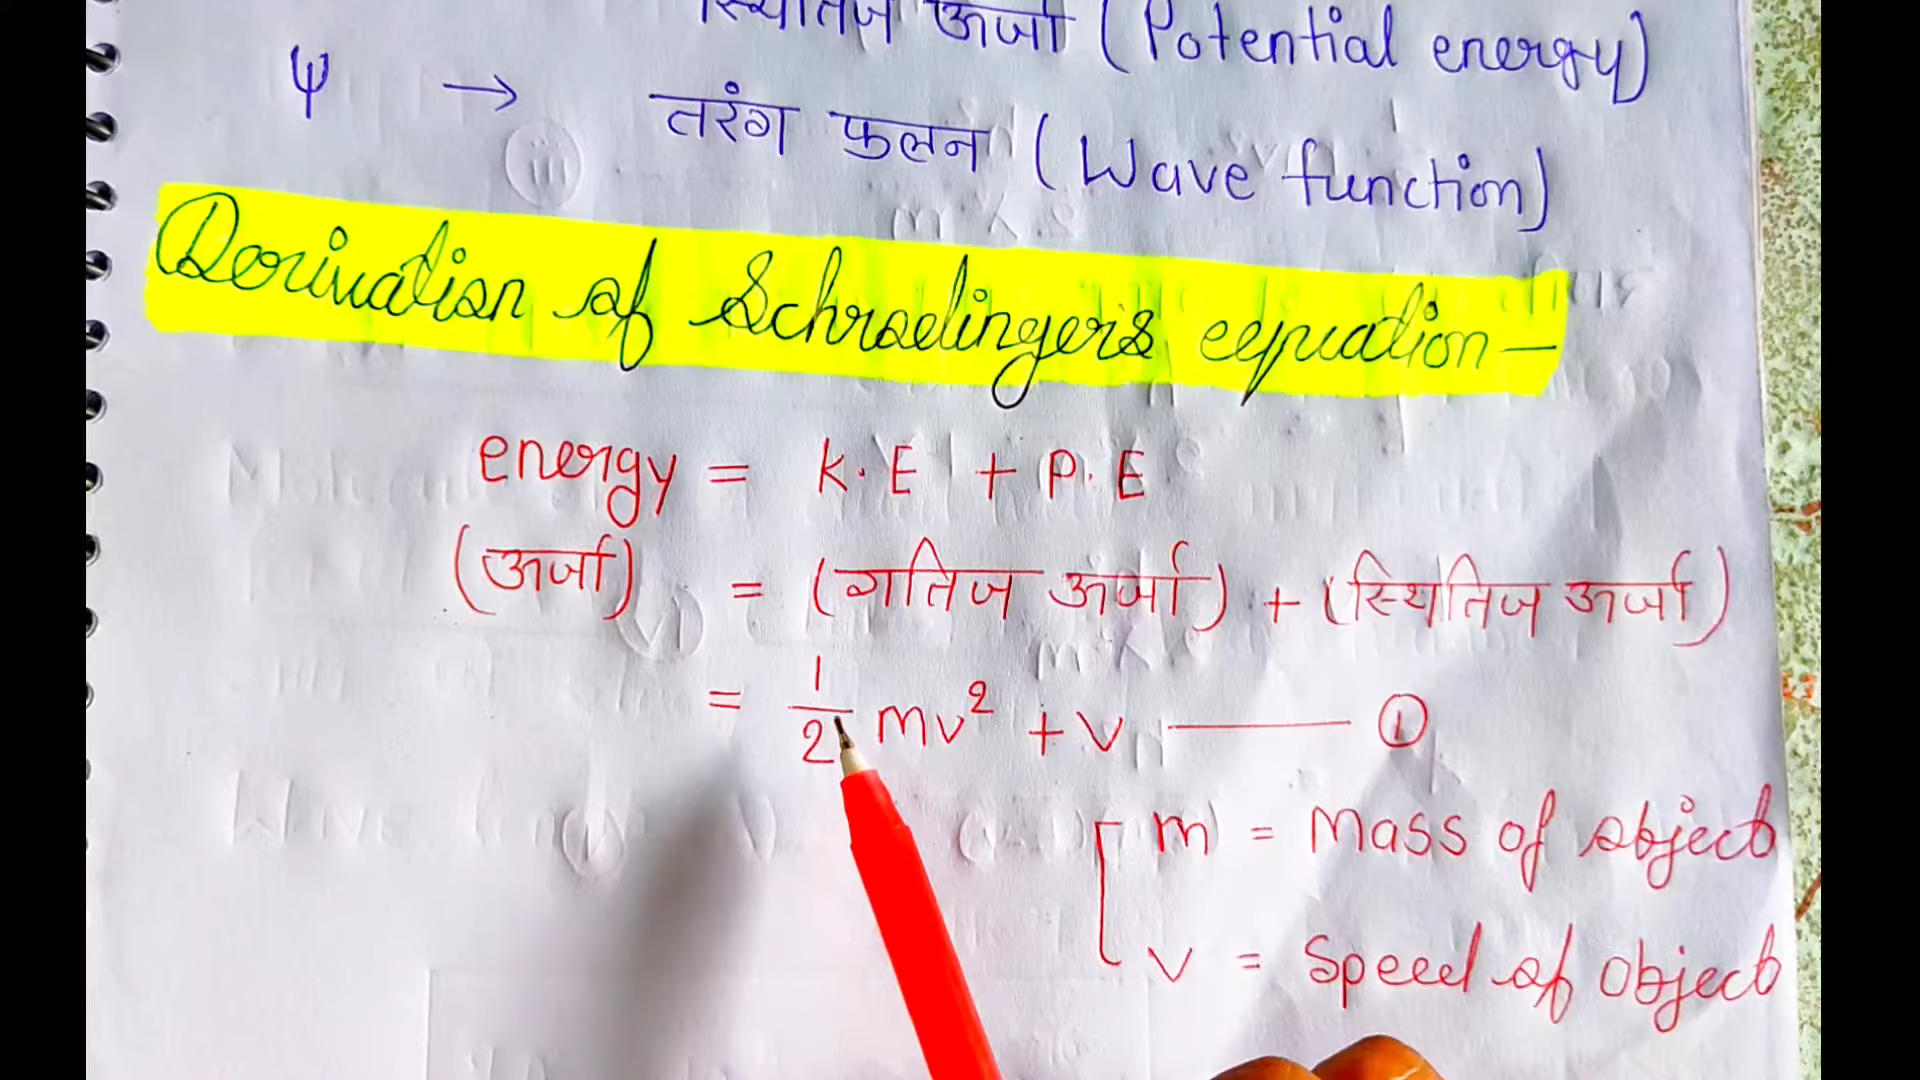 स्थितिज ऊर्जा (Potential energy)
ψ → तरंग फलन (Wave function)
Derivation of Schrodinger's eequation –
energy = K.E + P.E
(ऊर्जा) = (गतिज ऊर्जा) + (स्थितिज ऊर्जा)
= 1/2 mv² + V —— ①
[ m = Mass of object
v = Speed of Object